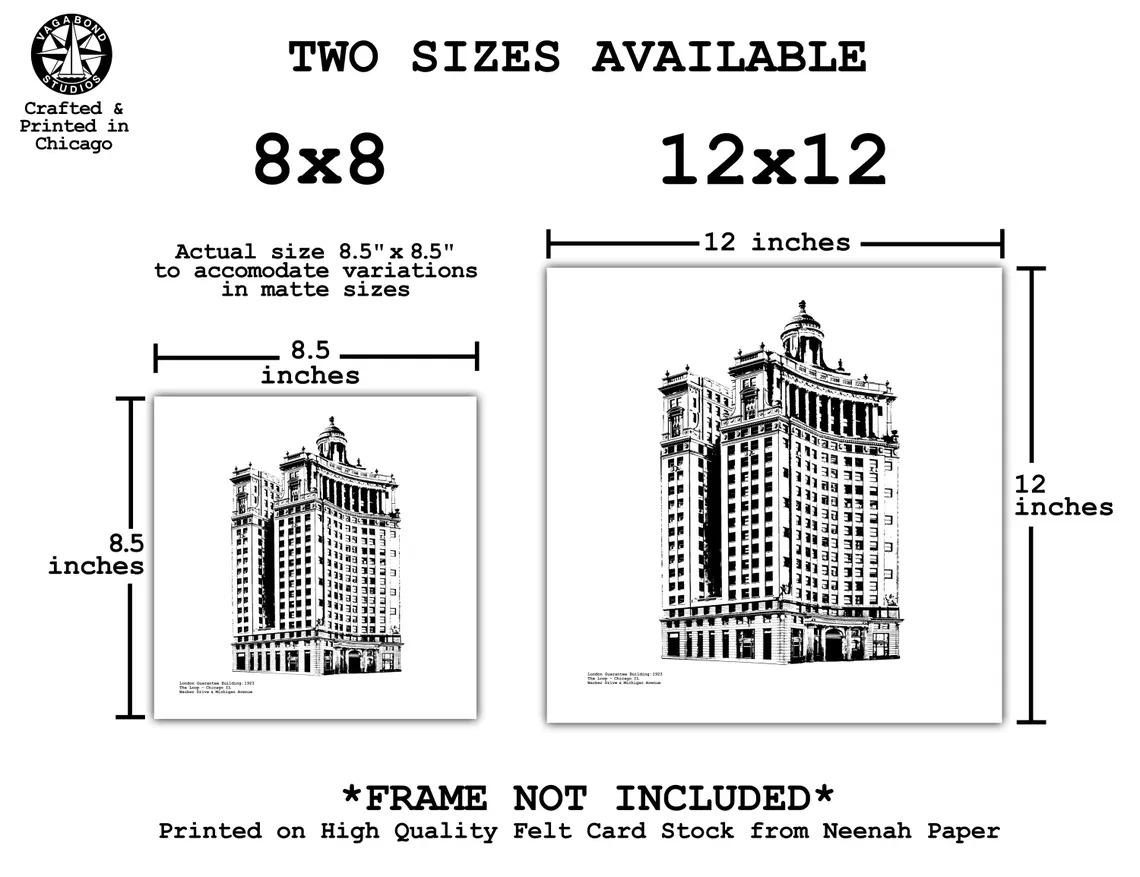 VAGABOND
STUDIOS
Crafted &
Printed in
Chicago
TWO SIZES AVAILABLE
8x8
12x12
Actual size 8.5" x 8.5"
to accomodate variations
in matte sizes
12 inches
8.5
inches
8.5
inches
12
inches
London Guarantee Building:1923
The Loop - Chicago IL
Wacker Drive & Michigan Avenue
London Guarantee Building:1923
The Loop - Chicago IL
Wacker Drive & Michigan Avenue
*FRAME NOT INCLUDED*
Printed on High Quality Felt Card Stock from Neenah Paper